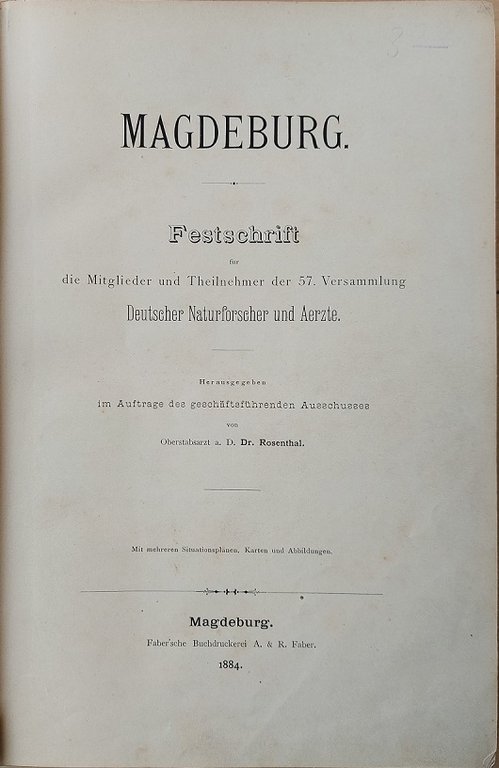 MAGDEBURG.
Festschrift
für
die Mitglieder und Theilnehmer der 57. Versammlung
Deutscher Naturforscher und Aerzte.
Herausgegeben
im Auftrage des geschäftsführenden Ausschusses
von
Oberstabsarzt a. D. Dr. Rosenthal.
Mit mehreren Situationsplänen, Karten und Abbildungen.
Magdeburg.
Faber'sche Buchdruckerei A. & R. Faber.
1884.